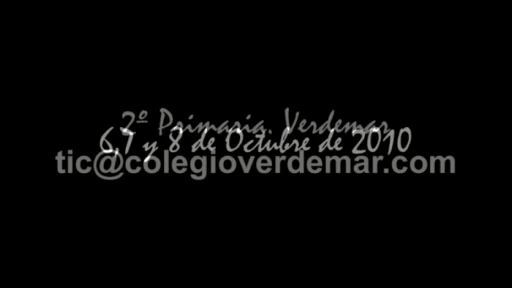 2º Primaria. Verdemar
6,7 y 8 de Octubre de 2010
tic@colegioverdemar.com